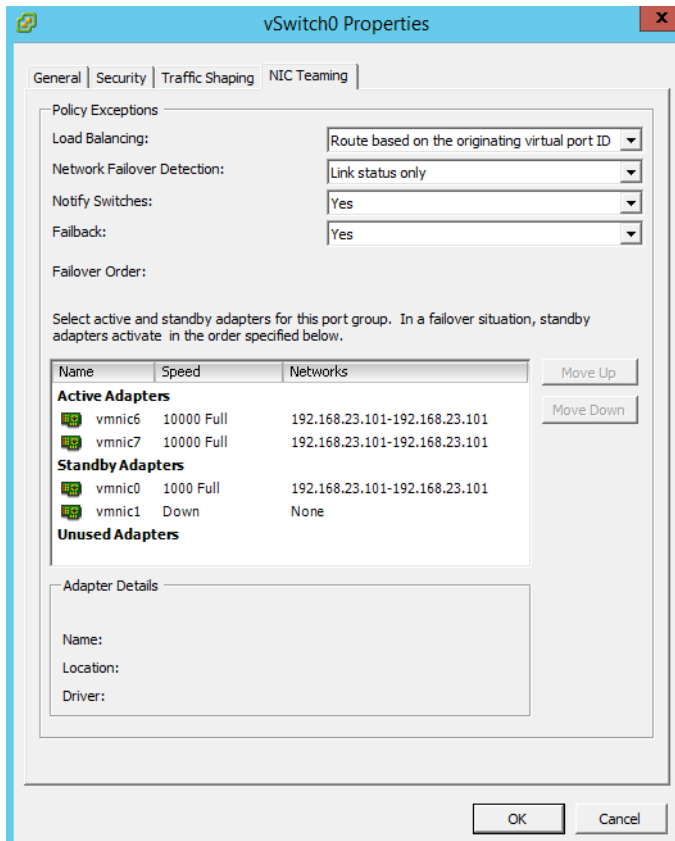 vSwitch0 Properties
x
General Security Traffic Shaping NIC Teaming
Policy Exceptions
Load Balancing: Route based on the originating virtual port ID
Network Failover Detection: Link status only
Notify Switches: Yes
Failback: Yes
Failover Order:
Select active and standby adapters for this port group. In a failover situation, standby
adapters activate in the order specified below.
Name Speed Networks Move Up
Active Adapters
vmnic6 10000 Full 192.168.23.101-192.168.23.101 Move Down
vmnic7 10000 Full 192.168.23.101-192.168.23.101
Standby Adapters
vmnic0 1000 Full 192.168.23.101-192.168.23.101
vmnic1 Down None
Unused Adapters
Adapter Details
Name:
Location:
Driver:
OK Cancel